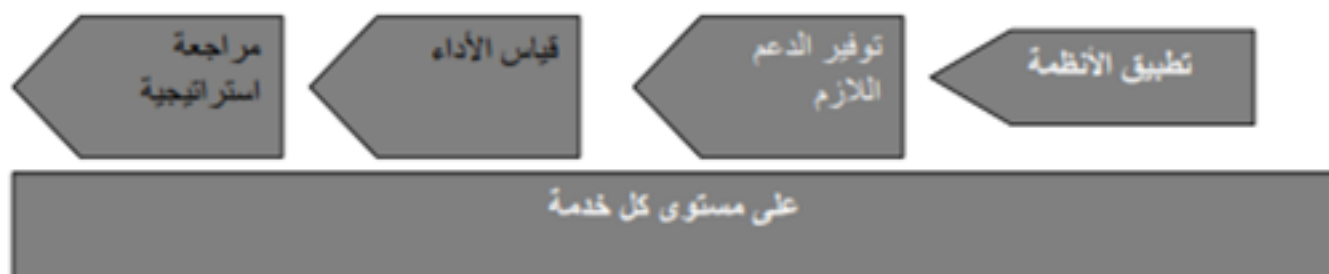 تطبيق الأنظمة
توفير الدعم
اللازم
قياس الأداء
مراجعة
استراتيجية
على مستوى كل خدمة